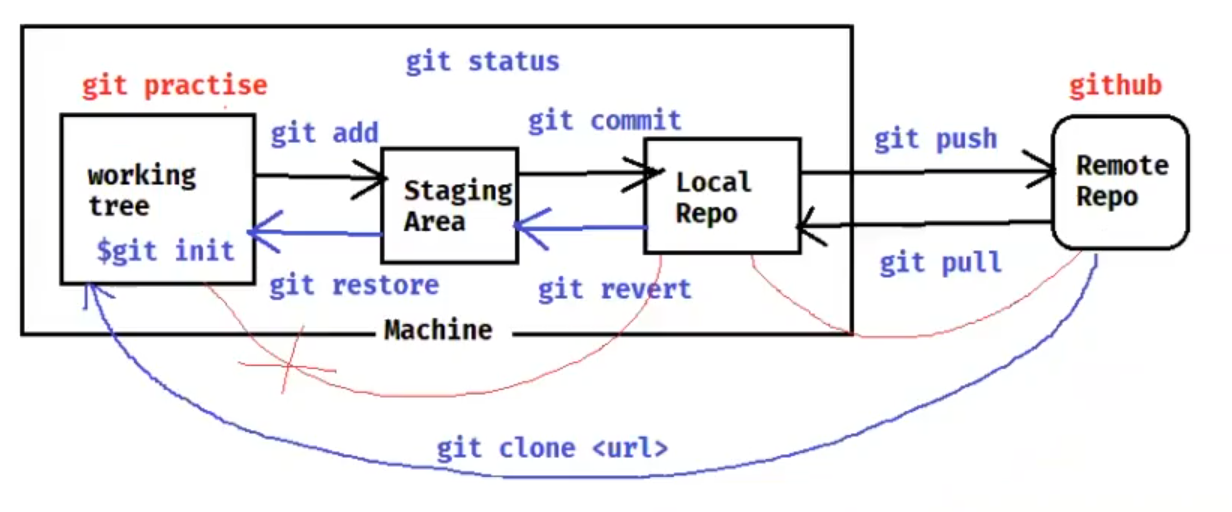 git status
git practise
github
git add
git commit
git push
working
tree
$git init
Staging
Area
Local
Repo
Remote
Repo
git restore
git revert
git pull
Machine
git clone <url>